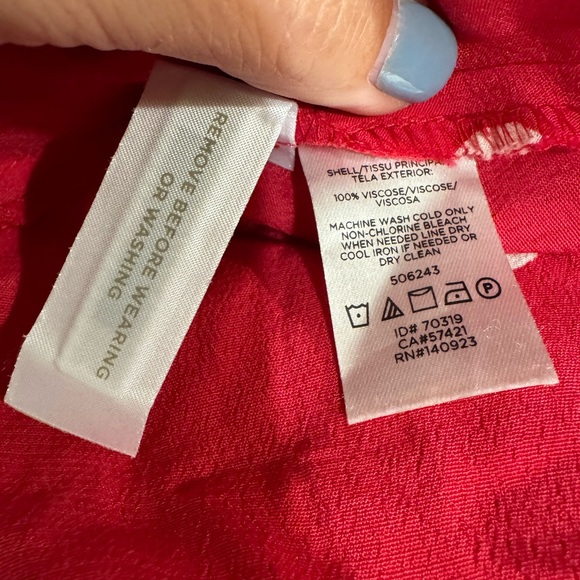 REMOVE BEFORE WEARING
OR WASHING
SHELL/TISSU PRINCIPA
TELA EXTERIOR:
100% VISCOSE/VISCOSE/
VISCOSA
MACHINE WASH COLD ONLY
NON-CHLORINE BLEACH
WHEN NEEDED LINE DRY
COOL IRON IF NEEDED OR
DRY CLEAN
506243
P
ID# 70319
CA#57421
RN#140923